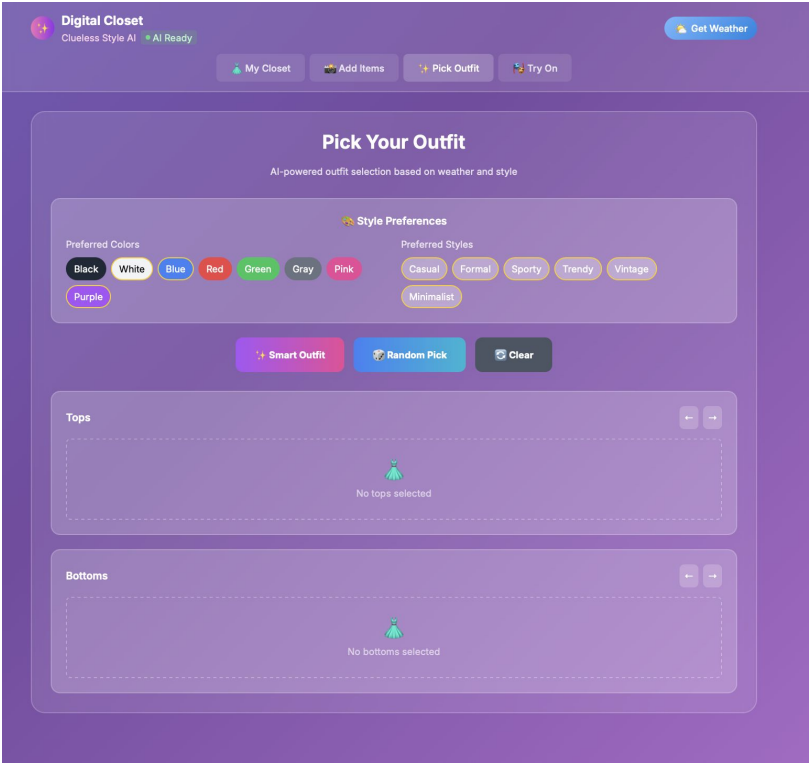 Digital Closet
Clueless Style AI
AI Ready
Get Weather
My Closet
Add Items
Pick Outfit
Try On
Pick Your Outfit
AI-powered outfit selection based on weather and style
Style Preferences
Preferred Colors
Black
White
Blue
Red
Green
Gray
Pink
Purple
Preferred Styles
Casual
Formal
Sporty
Trendy
Vintage
Minimalist
Smart Outfit
Random Pick
Clear
Tops
← →
No tops selected
Bottoms
← →
No bottoms selected